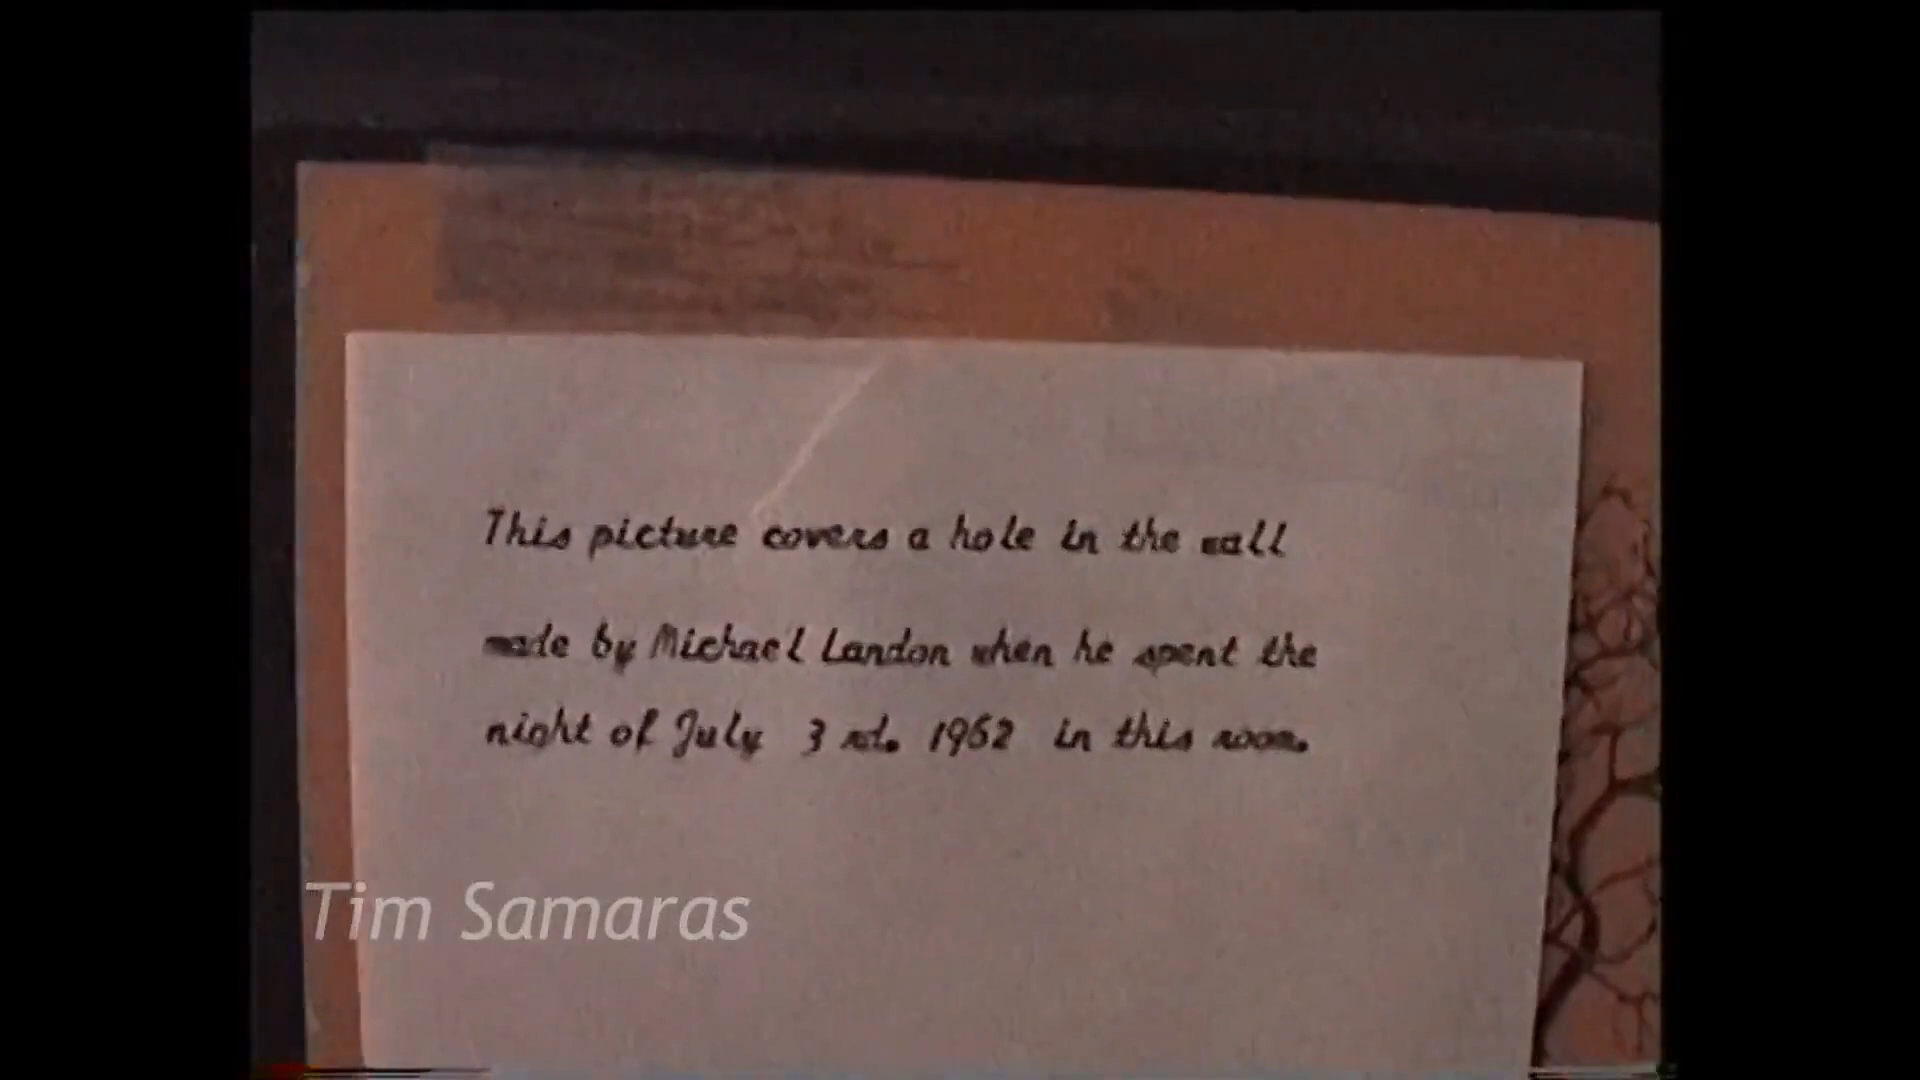 This picture covers a hole in the wall
made by Michael Landon when he spent the
night of July 3 rd. 1962 in this room.
Tim Samaras